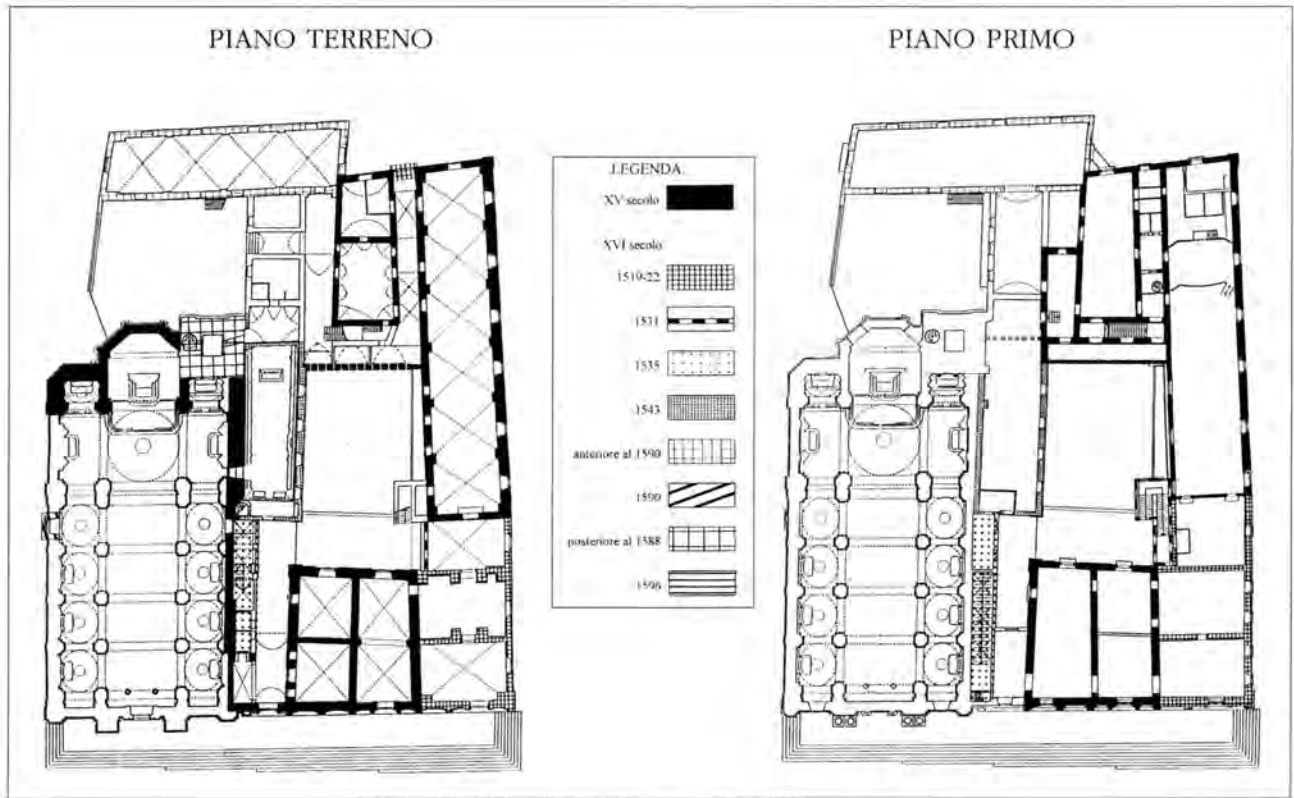 PIANO TERRENO
PIANO PRIMO
LEGENDA
XV secolo
XVI secolo
1519-22
1531
1535
1543
anteriore al 1590
1590
posteriore al 1588
1596